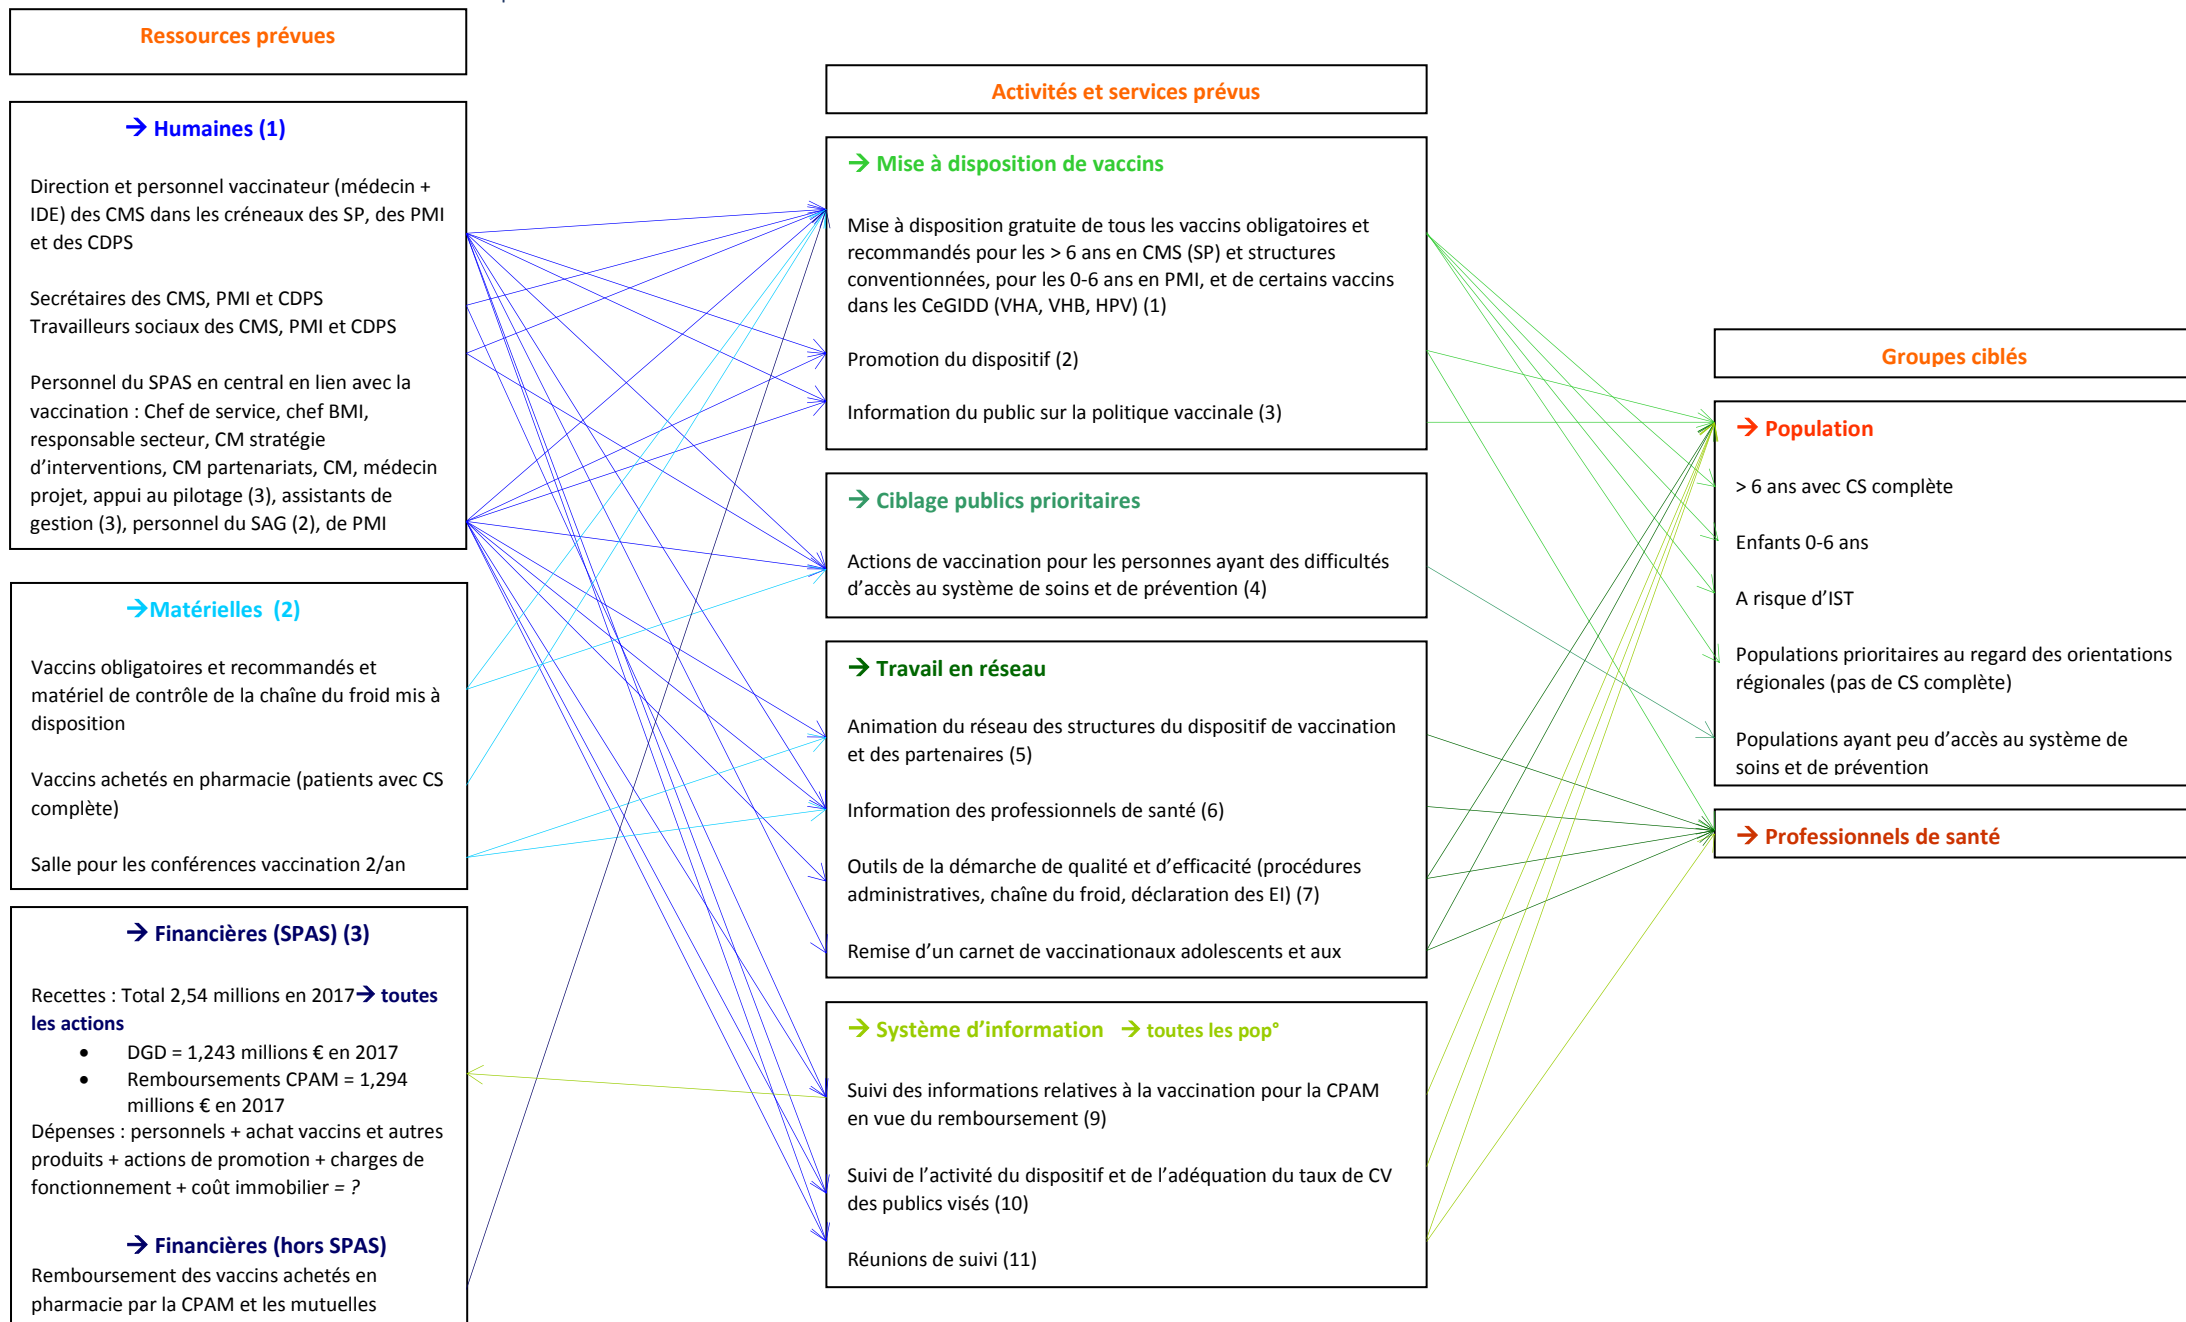 Ressources prévues
→ Humaines (1)
Direction et personnel vaccinateur (médecin +
IDE) des CMS dans les créneaux des SP, des PMI
et des CDPS
Secrétaires des CMS, PMI et CDPS
Travailleurs sociaux des CMS, PMI et CDPS
Personnel du SPAS en central en lien avec la
vaccination : Chef de service, chef BMI,
responsable secteur, CM stratégie
d’interventions, CM partenariats, CM, médecin
projet, appui au pilotage (3), assistants de
gestion (3), personnel du SAG (2), de PMI
→Matérielles (2)
Vaccins obligatoires et recommandés et
matériel de contrôle de la chaîne du froid mis à
disposition
Vaccins achetés en pharmacie (patients avec CS
complète)
Salle pour les conférences vaccination 2/an
→ Financières (SPAS) (3)
Recettes : Total 2,54 millions en 2017→ toutes
les actions
• DGD = 1,243 millions € en 2017
• Remboursements CPAM = 1,294
millions € en 2017
Dépenses : personnels + achat vaccins et autres
produits + actions de promotion + charges de
fonctionnement + coût immobilier = ?
→ Financières (hors SPAS)
Remboursement des vaccins achetés en
pharmacie par la CPAM et les mutuelles
Activités et services prévus
→ Mise à disposition de vaccins
Mise à disposition gratuite de tous les vaccins obligatoires et
recommandés pour les > 6 ans en CMS (SP) et structures
conventionnées, pour les 0-6 ans en PMI, et de certains vaccins
dans les CeGIDD (VHA, VHB, HPV) (1)
Promotion du dispositif (2)
Information du public sur la politique vaccinale (3)
→ Ciblage publics prioritaires
Actions de vaccination pour les personnes ayant des difficultés
d’accès au système de soins et de prévention (4)
→ Travail en réseau
Animation du réseau des structures du dispositif de vaccination
et des partenaires (5)
Information des professionnels de santé (6)
Outils de la démarche de qualité et d’efficacité (procédures
administratives, chaîne du froid, déclaration des EI) (7)
Remise d’un carnet de vaccinationaux adolescents et aux
→ Système d’information → toutes les pop°
Suivi des informations relatives à la vaccination pour la CPAM
en vue du remboursement (9)
Suivi de l’activité du dispositif et de l’adéquation du taux de CV
des publics visés (10)
Réunions de suivi (11)
Groupes ciblés
→ Population
> 6 ans avec CS complète
Enfants 0-6 ans
A risque d’IST
Populations prioritaires au regard des orientations
régionales (pas de CS complète)
Populations ayant peu d’accès au système de
soins et de prévention
→ Professionnels de santé